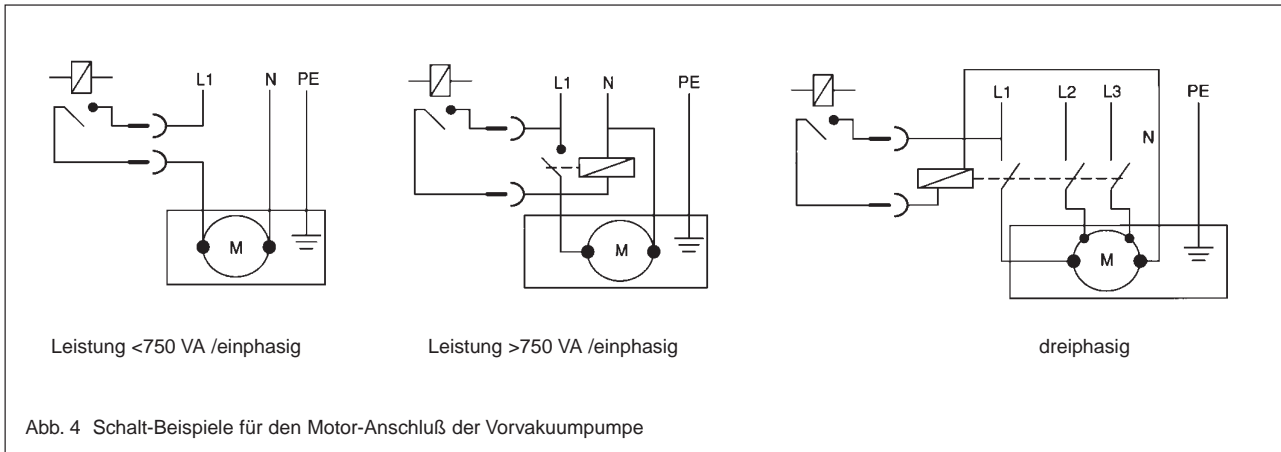 L1 N PE
M
Leistung <750 VA /einphasig
L1 N PE
M
Leistung >750 VA /einphasig
L1 L2 L3 PE
N
M
dreiphasig
Abb. 4 Schalt-Beispiele für den Motor-Anschluß der Vorvakuumpumpe